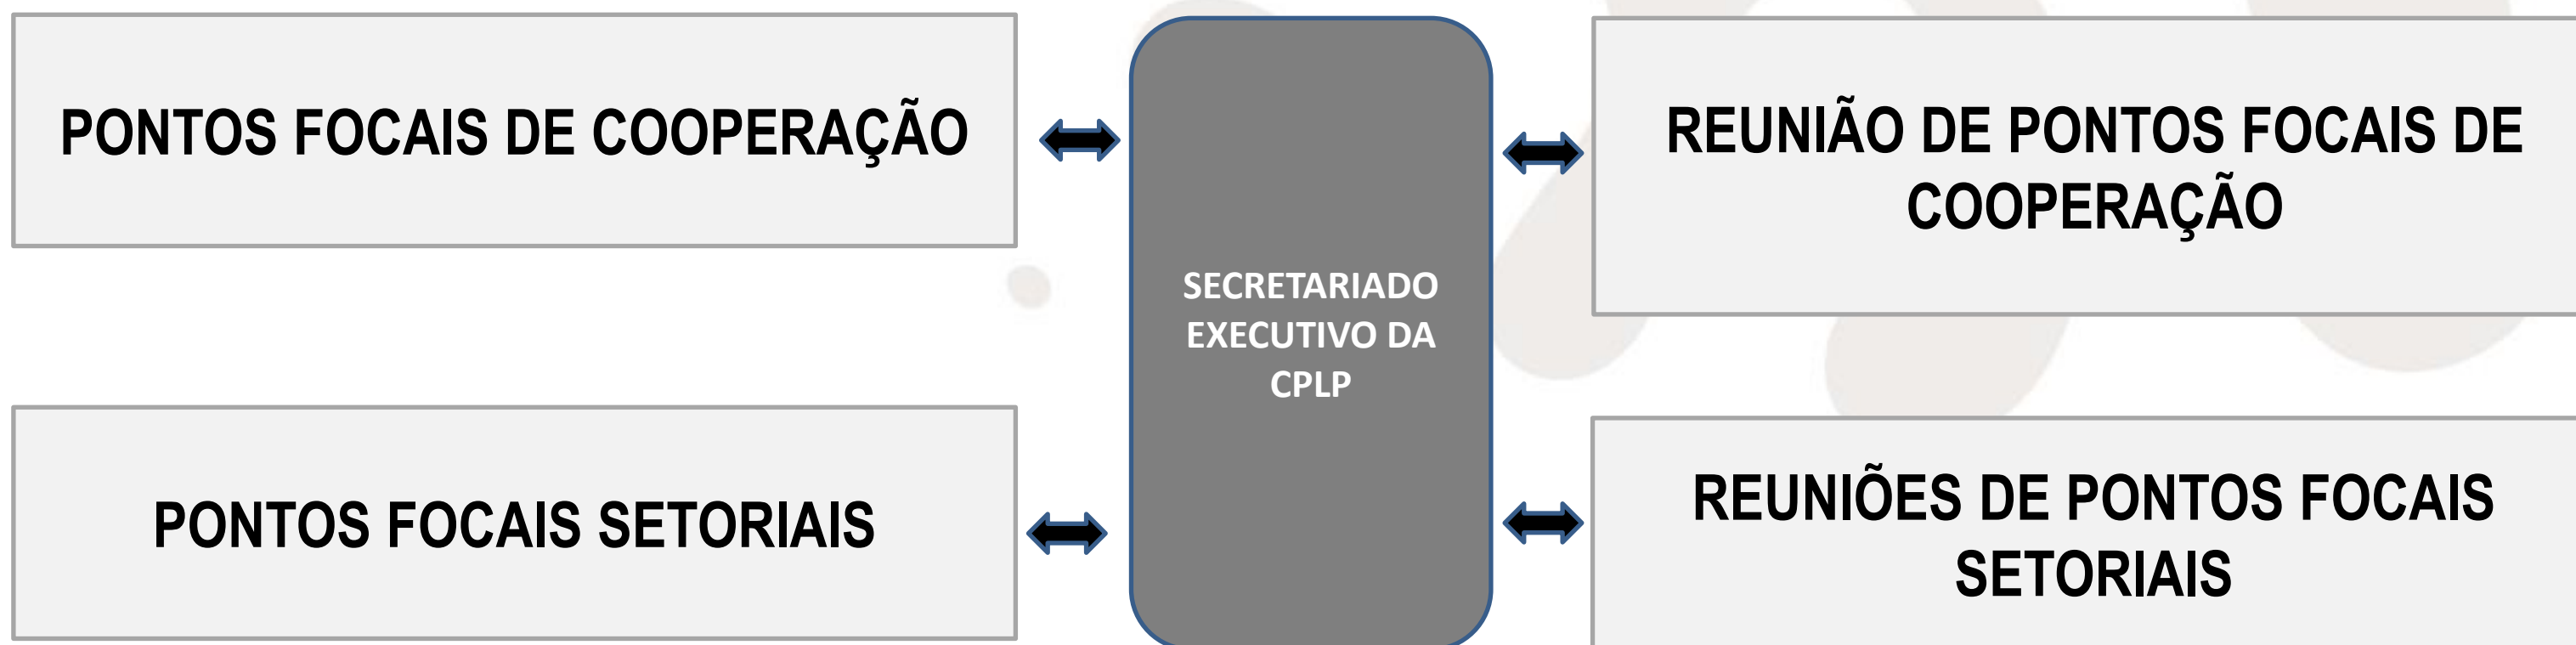 PONTOS FOCAIS DE COOPERAÇÃO
SECRETARIADO
EXECUTIVO DA
CPLP
REUNIÃO DE PONTOS FOCAIS DE
COOPERAÇÃO
PONTOS FOCAIS SETORIAIS
REUNIÕES DE PONTOS FOCAIS
SETORIAIS